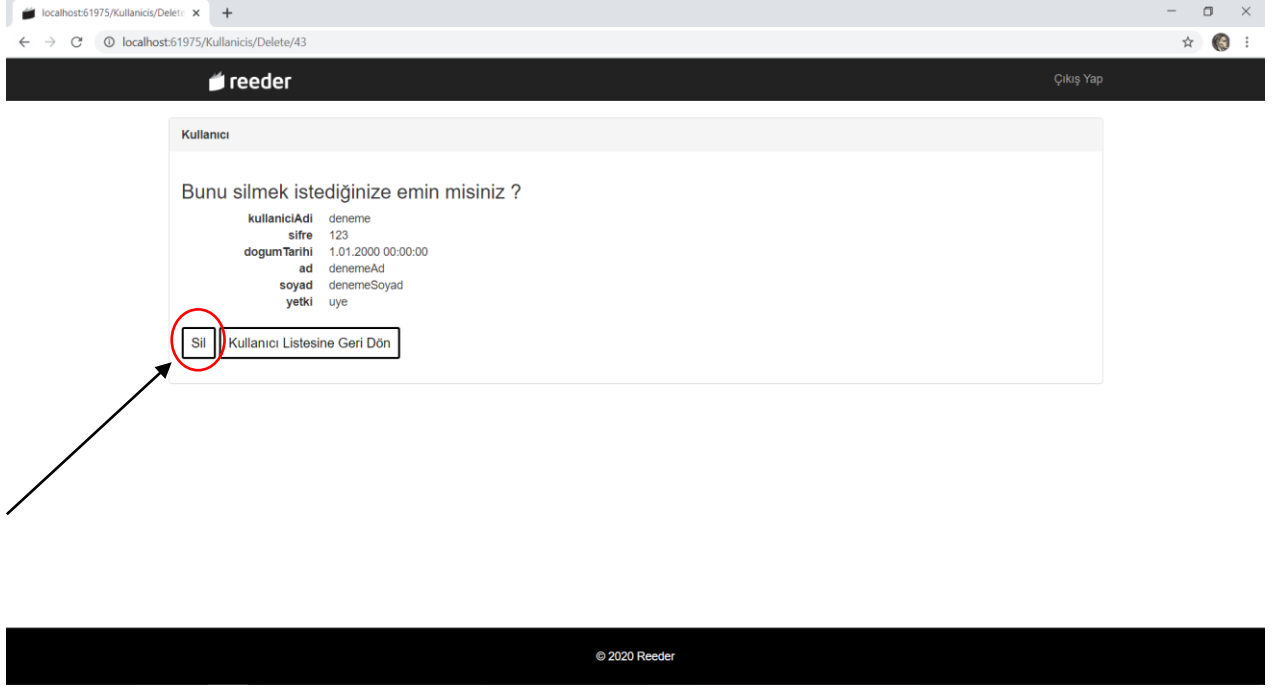 localhost:61975/Kullanicis/Delete
localhost:61975/Kullanicis/Delete/43
reeder
Çıkış Yap
Kullanıcı
Bunu silmek istediğinize emin misiniz ?
kullaniciAdi deneme
sifre 123
dogumTarihi 1.01.2000 00:00:00
ad denemeAd
soyad denemeSoyad
yetki uye
Sil Kullanıcı Listesine Geri Dön
© 2020 Reeder